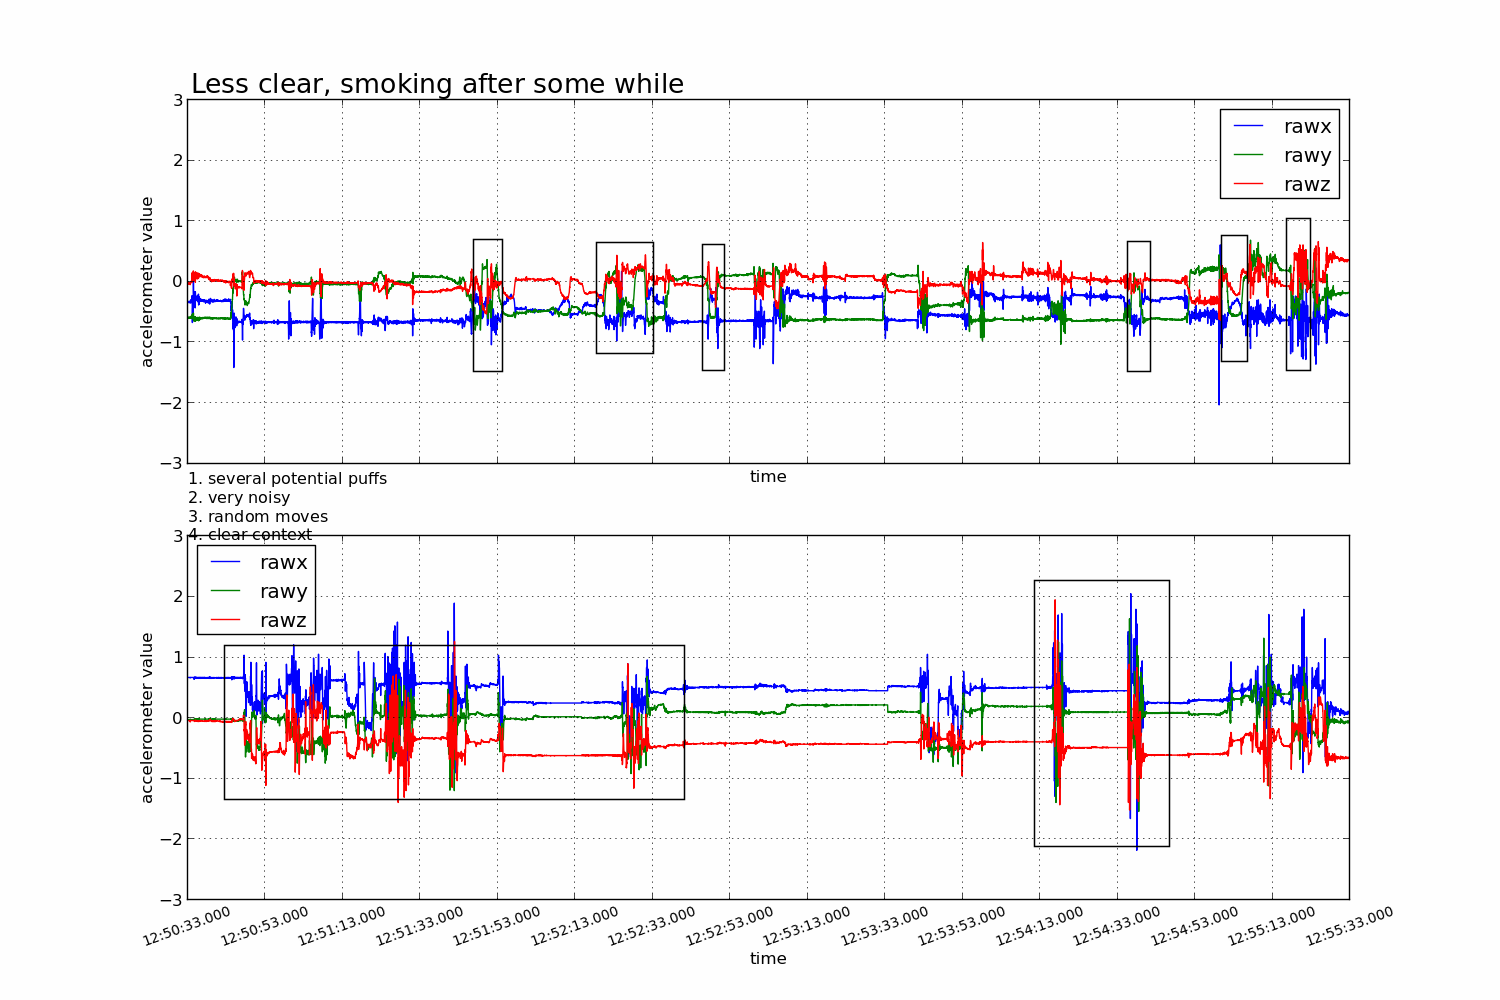 Less clear, smoking after some while
3
2
1
0
−1
−2
−3
accelerometer value
rawx
rawy
rawz
time
1. several potential puffs
2. very noisy
3. random moves
4. clear context
3
2
1
0
−1
−2
−3
accelerometer value
rawx
rawy
rawz
12:50:33.000
12:50:53.000
12:51:13.000
12:51:33.000
12:51:53.000
12:52:13.000
12:52:33.000
12:52:53.000
12:53:13.000
12:53:33.000
12:53:53.000
12:54:13.000
12:54:33.000
12:54:53.000
12:55:13.000
12:55:33.000
time